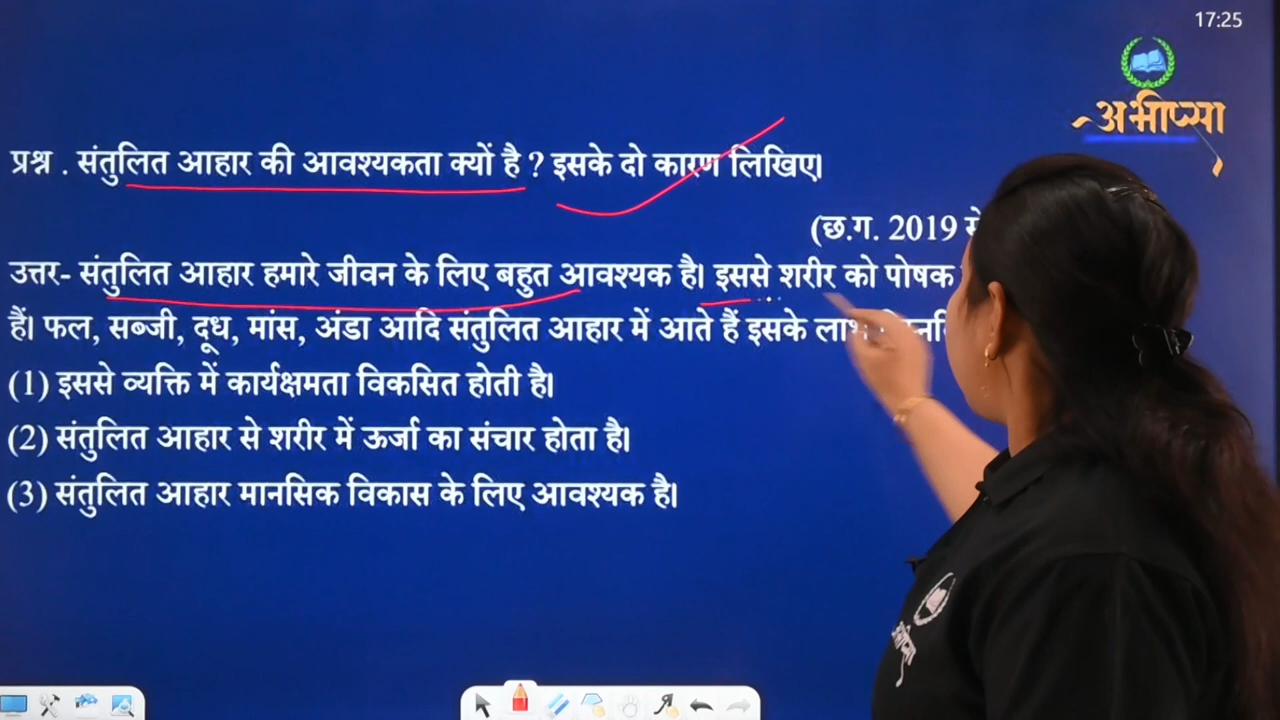 17:25
अभीप्सा
प्रश्न . संतुलित आहार की आवश्यकता क्यों है ? इसके दो कारण लिखिए।
(छ.ग. 2019 से
उत्तर- संतुलित आहार हमारे जीवन के लिए बहुत आवश्यक है। इससे शरीर को पोषक
हैं। फल, सब्जी, दूध, मांस, अंडा आदि संतुलित आहार में आते हैं इसके
(1) इससे व्यक्ति में कार्यक्षमता विकसित होती है।
(2) संतुलित आहार से शरीर में ऊर्जा का संचार होता है।
(3) संतुलित आहार मानसिक विकास के लिए आवश्यक है।